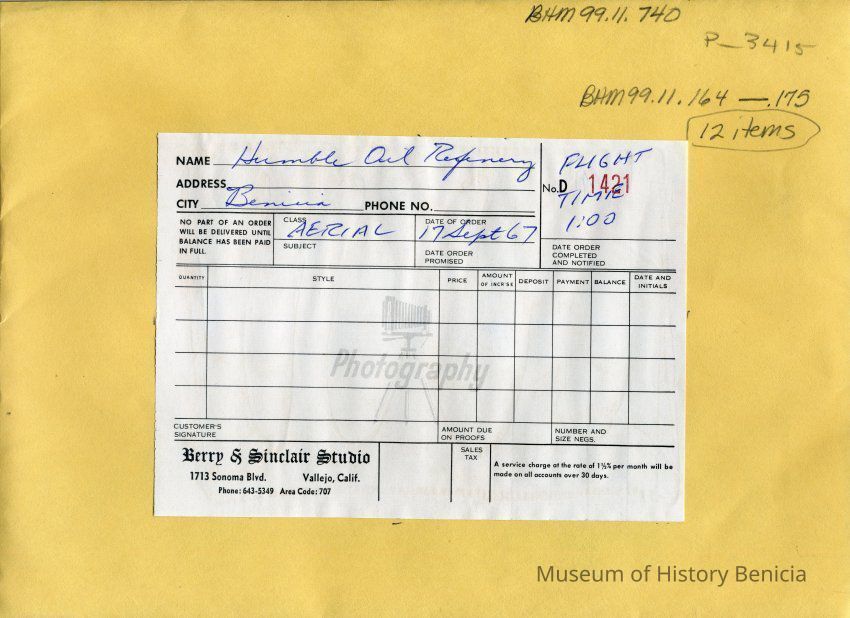 BHM 99.11.740
P-3415
BHM 99.11.164 — .175
12 items
NAME Humble Oil Refinery
FLIGHT
ADDRESS
No. D 1421
TIME
CITY Benicia PHONE NO.
1:00
NO PART OF AN ORDER
WILL BE DELIVERED UNTIL
BALANCE HAS BEEN PAID
IN FULL.
CLASS AERIAL
DATE OF ORDER
17 Sept 67
SUBJECT
DATE ORDER
PROMISED
DATE ORDER
COMPLETED
AND NOTIFIED
QUANTITY STYLE PRICE AMOUNT OF INCR'SE DEPOSIT PAYMENT BALANCE DATE AND INITIALS
Photography
CUSTOMER'S
SIGNATURE
AMOUNT DUE
ON PROOFS
NUMBER AND
SIZE NEGS.
Berry & Sinclair Studio
1713 Sonoma Blvd. Vallejo, Calif.
Phone: 643-5349 Area Code: 707
SALES
TAX
A service charge at the rate of 1½% per month will be
made on all accounts over 30 days.
Museum of History Benicia